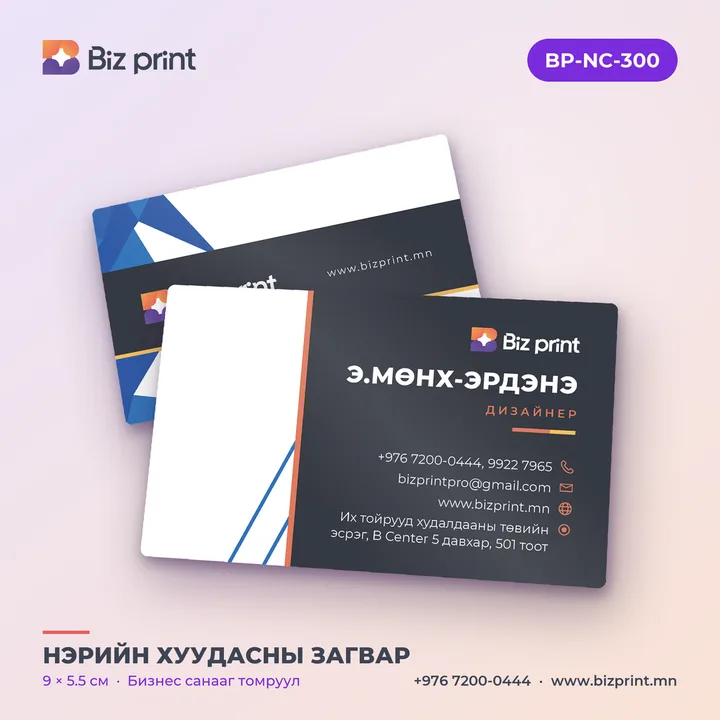 Biz print
BP-NC-300
www.bizprint.mn
Biz print
Э.МӨНХ-ЭРДЭНЭ
ДИЗАЙНЕР
+976 7200-0444, 9922 7965
bizprintpro@gmail.com
www.bizprint.mn
Их тойрууд худалдааны төвийн
эсрэг, B Center 5 давхар, 501 тоот
НЭРИЙН ХУУДАСНЫ ЗАГВАР
9 × 5.5 см · Бизнес санааг томруул
+976 7200-0444 · www.bizprint.mn